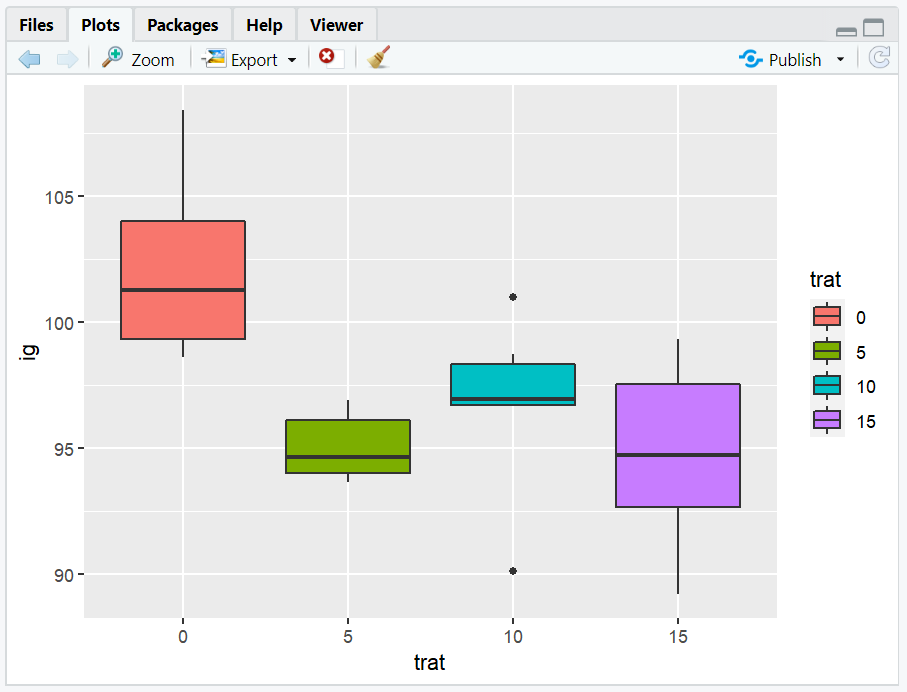 Files Plots Packages Help Viewer
Zoom Export Publish
105
100
95
90
ig
0 5 10 15
trat
trat
0
5
10
15